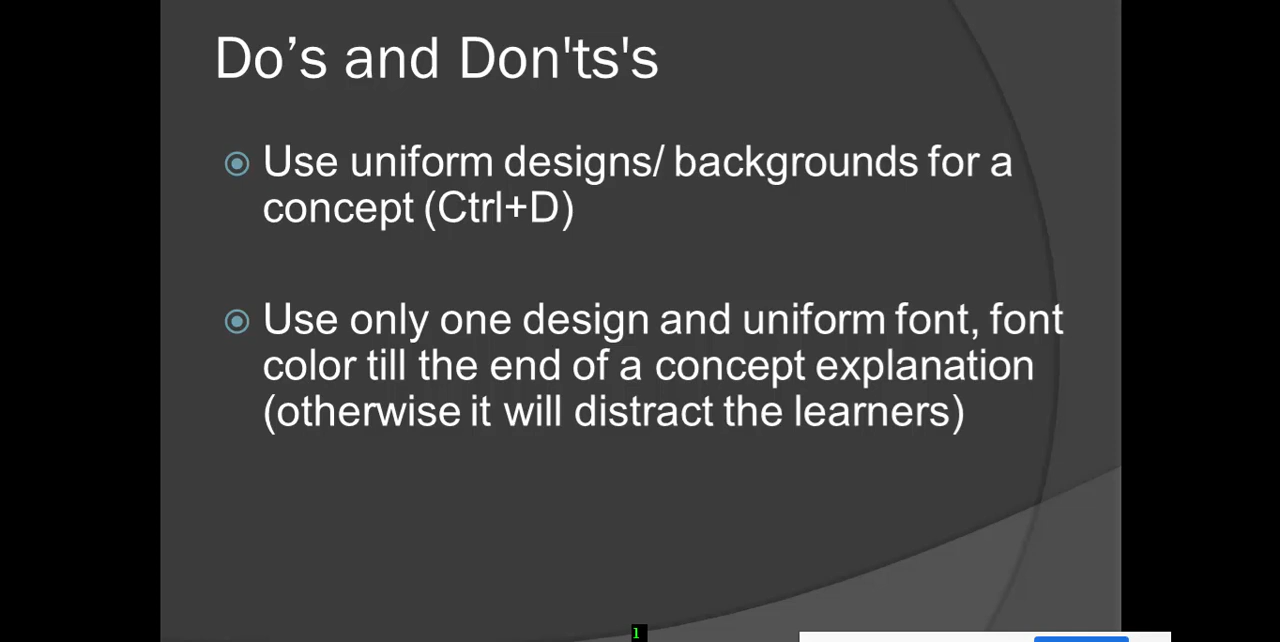 Do’s and Don'ts's
Use uniform designs/ backgrounds for a
concept (Ctrl+D)
Use only one design and uniform font, font
color till the end of a concept explanation
(otherwise it will distract the learners)
1